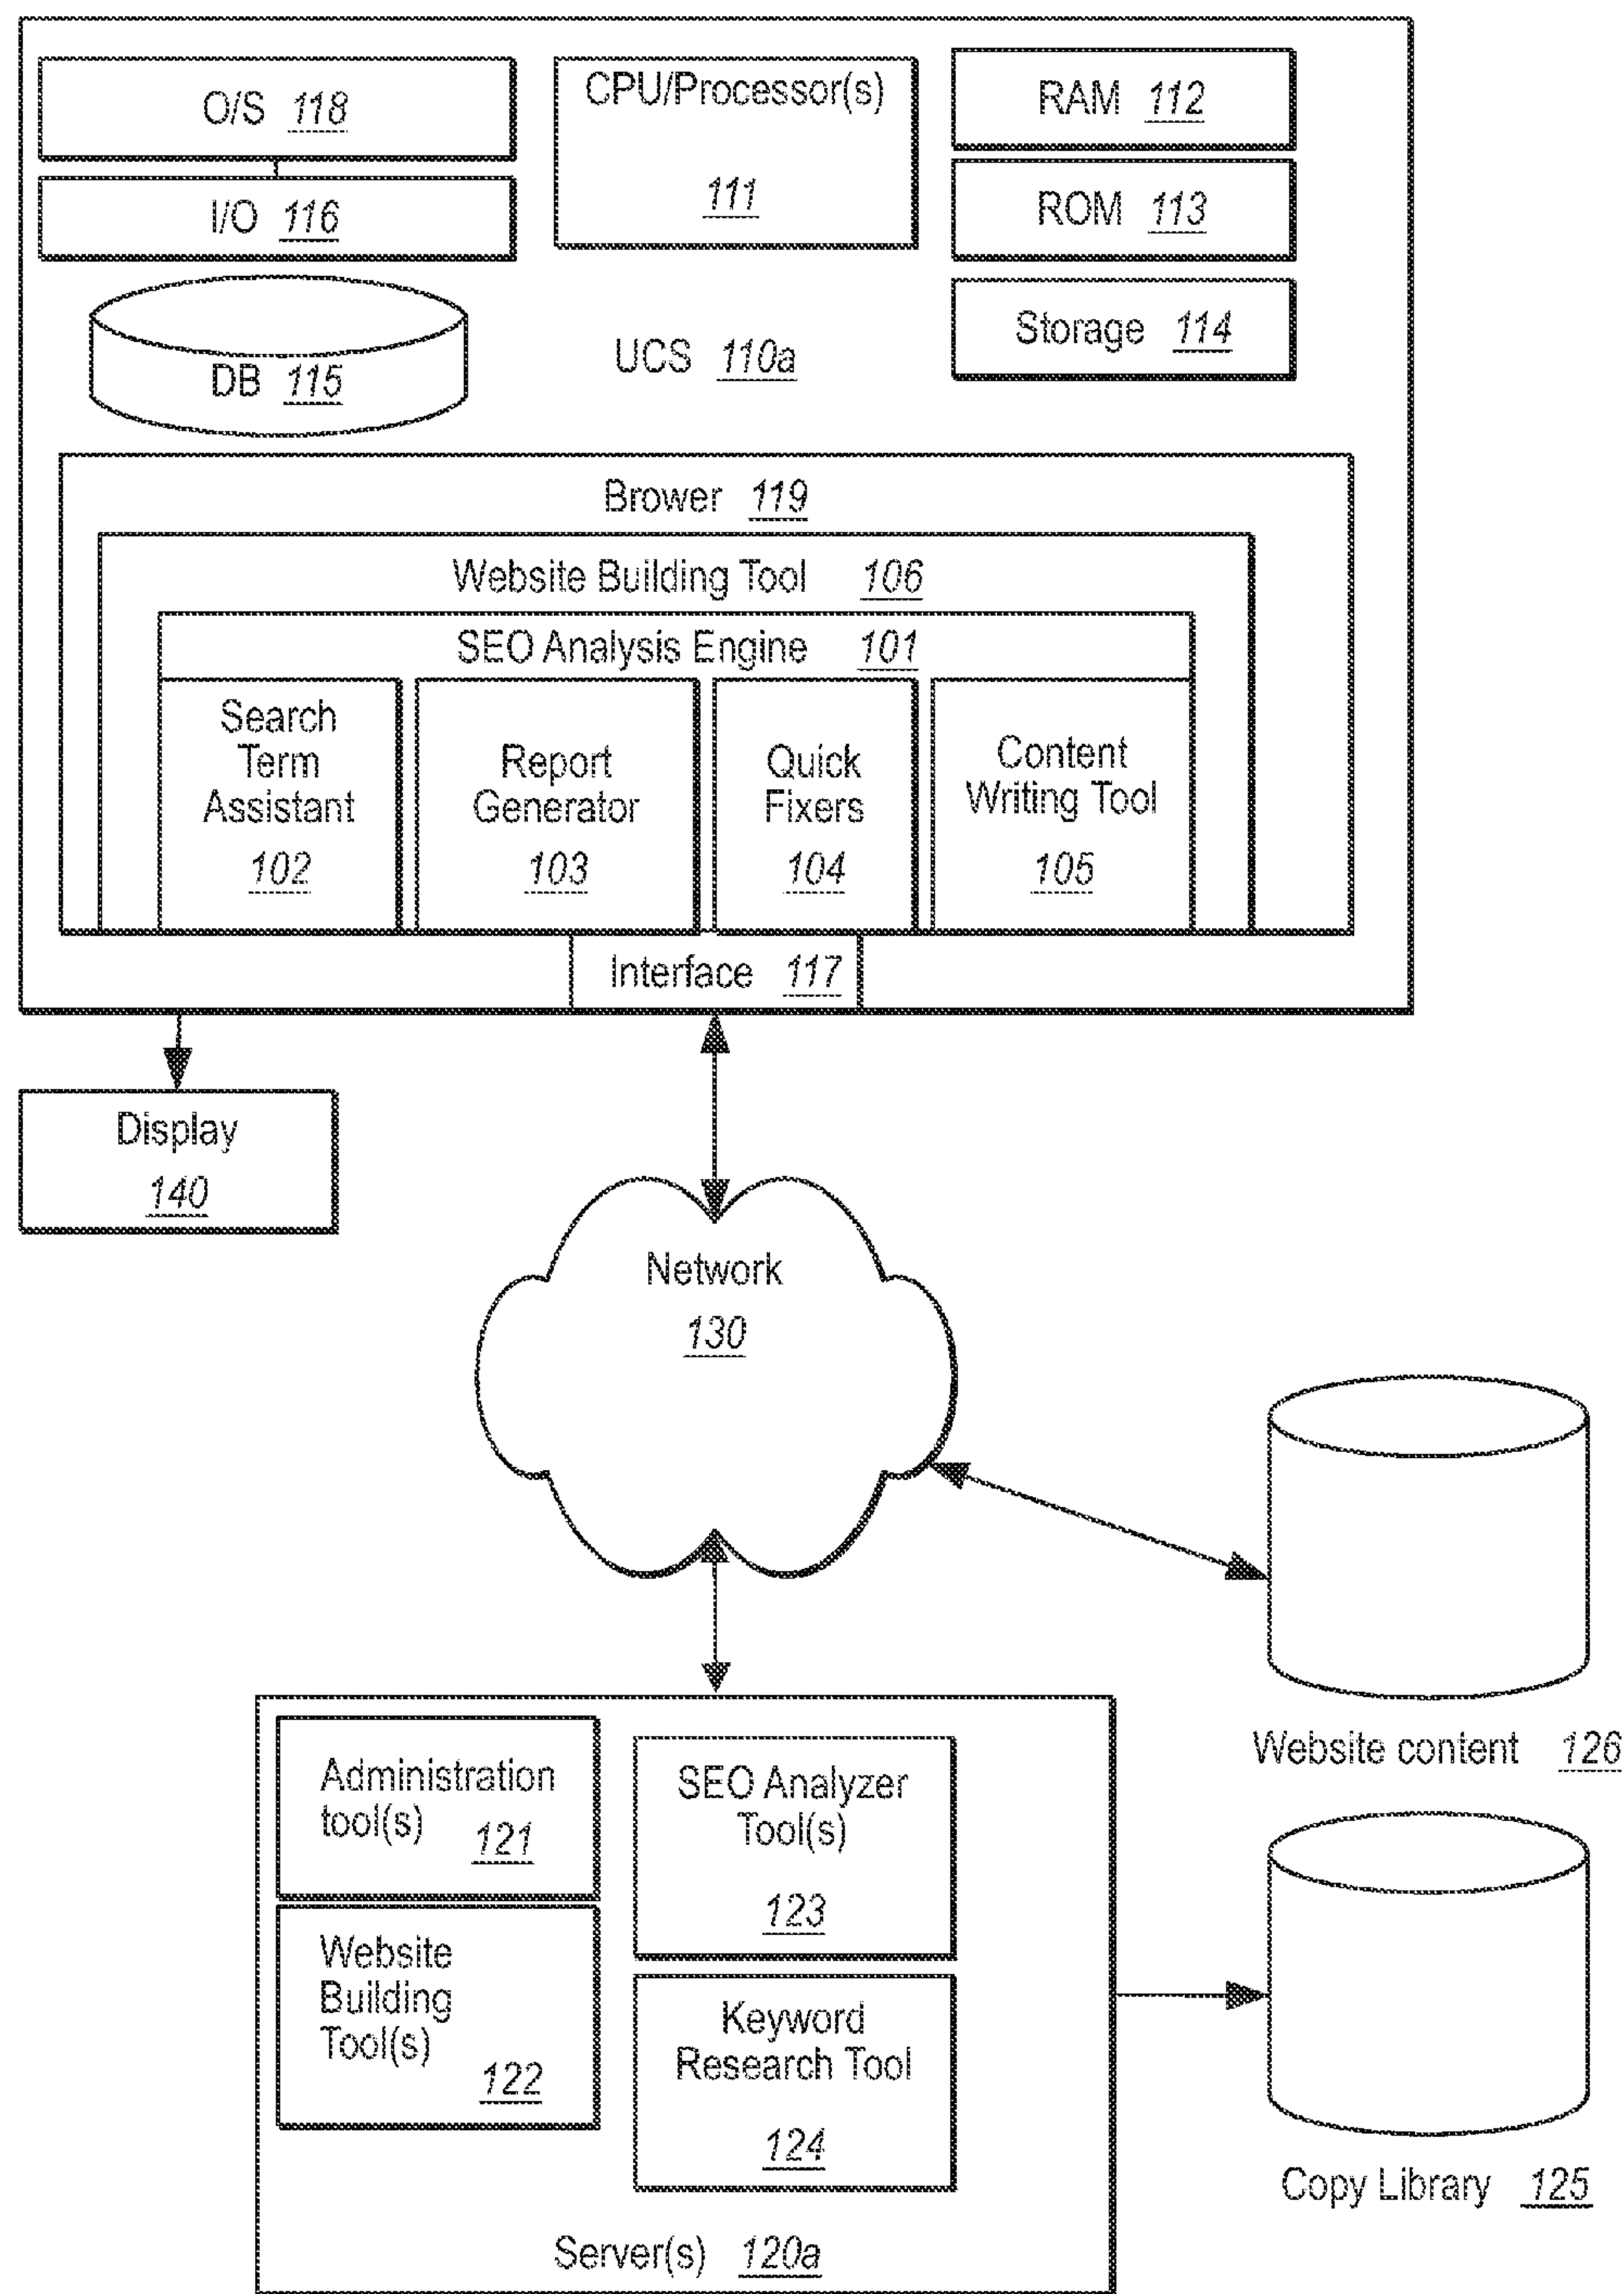 O/S 118
CPU/Processor(s)
111
RAM 112
I/O 116
ROM 113
Storage 114
DB 115
UCS 110a
Brower 119
Website Building Tool 106
SEO Analysis Engine 101
Search
Term
Assistant
102
Report
Generator
103
Quick
Fixers
104
Content
Writing Tool
105
Interface 117
Display
140
Network
130
Website content 126
Administration
tool(s) 121
SEO Analyzer
Tool(s)
123
Website
Building
Tool(s)
122
Keyword
Research Tool
124
Copy Library 125
Server(s) 120a